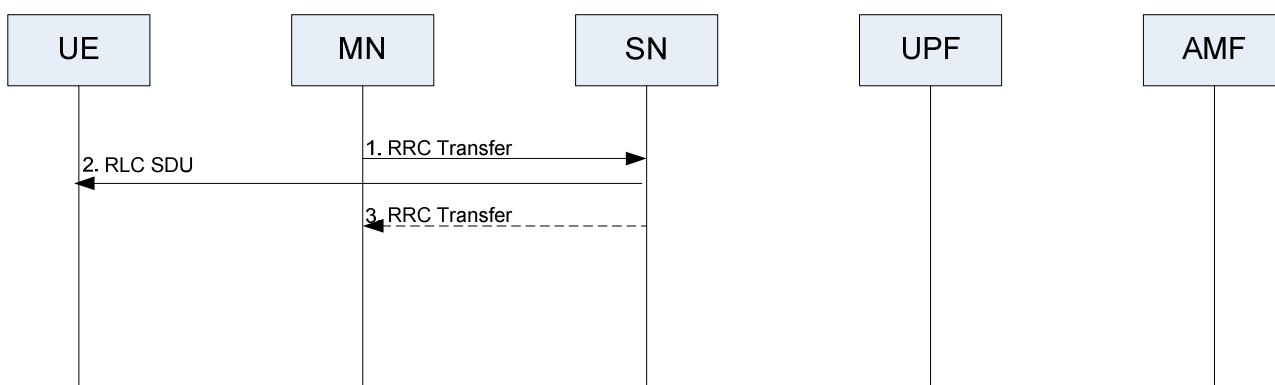 UE
MN
SN
UPF
AMF
1. RRC Transfer
2. RLC SDU
3. RRC Transfer